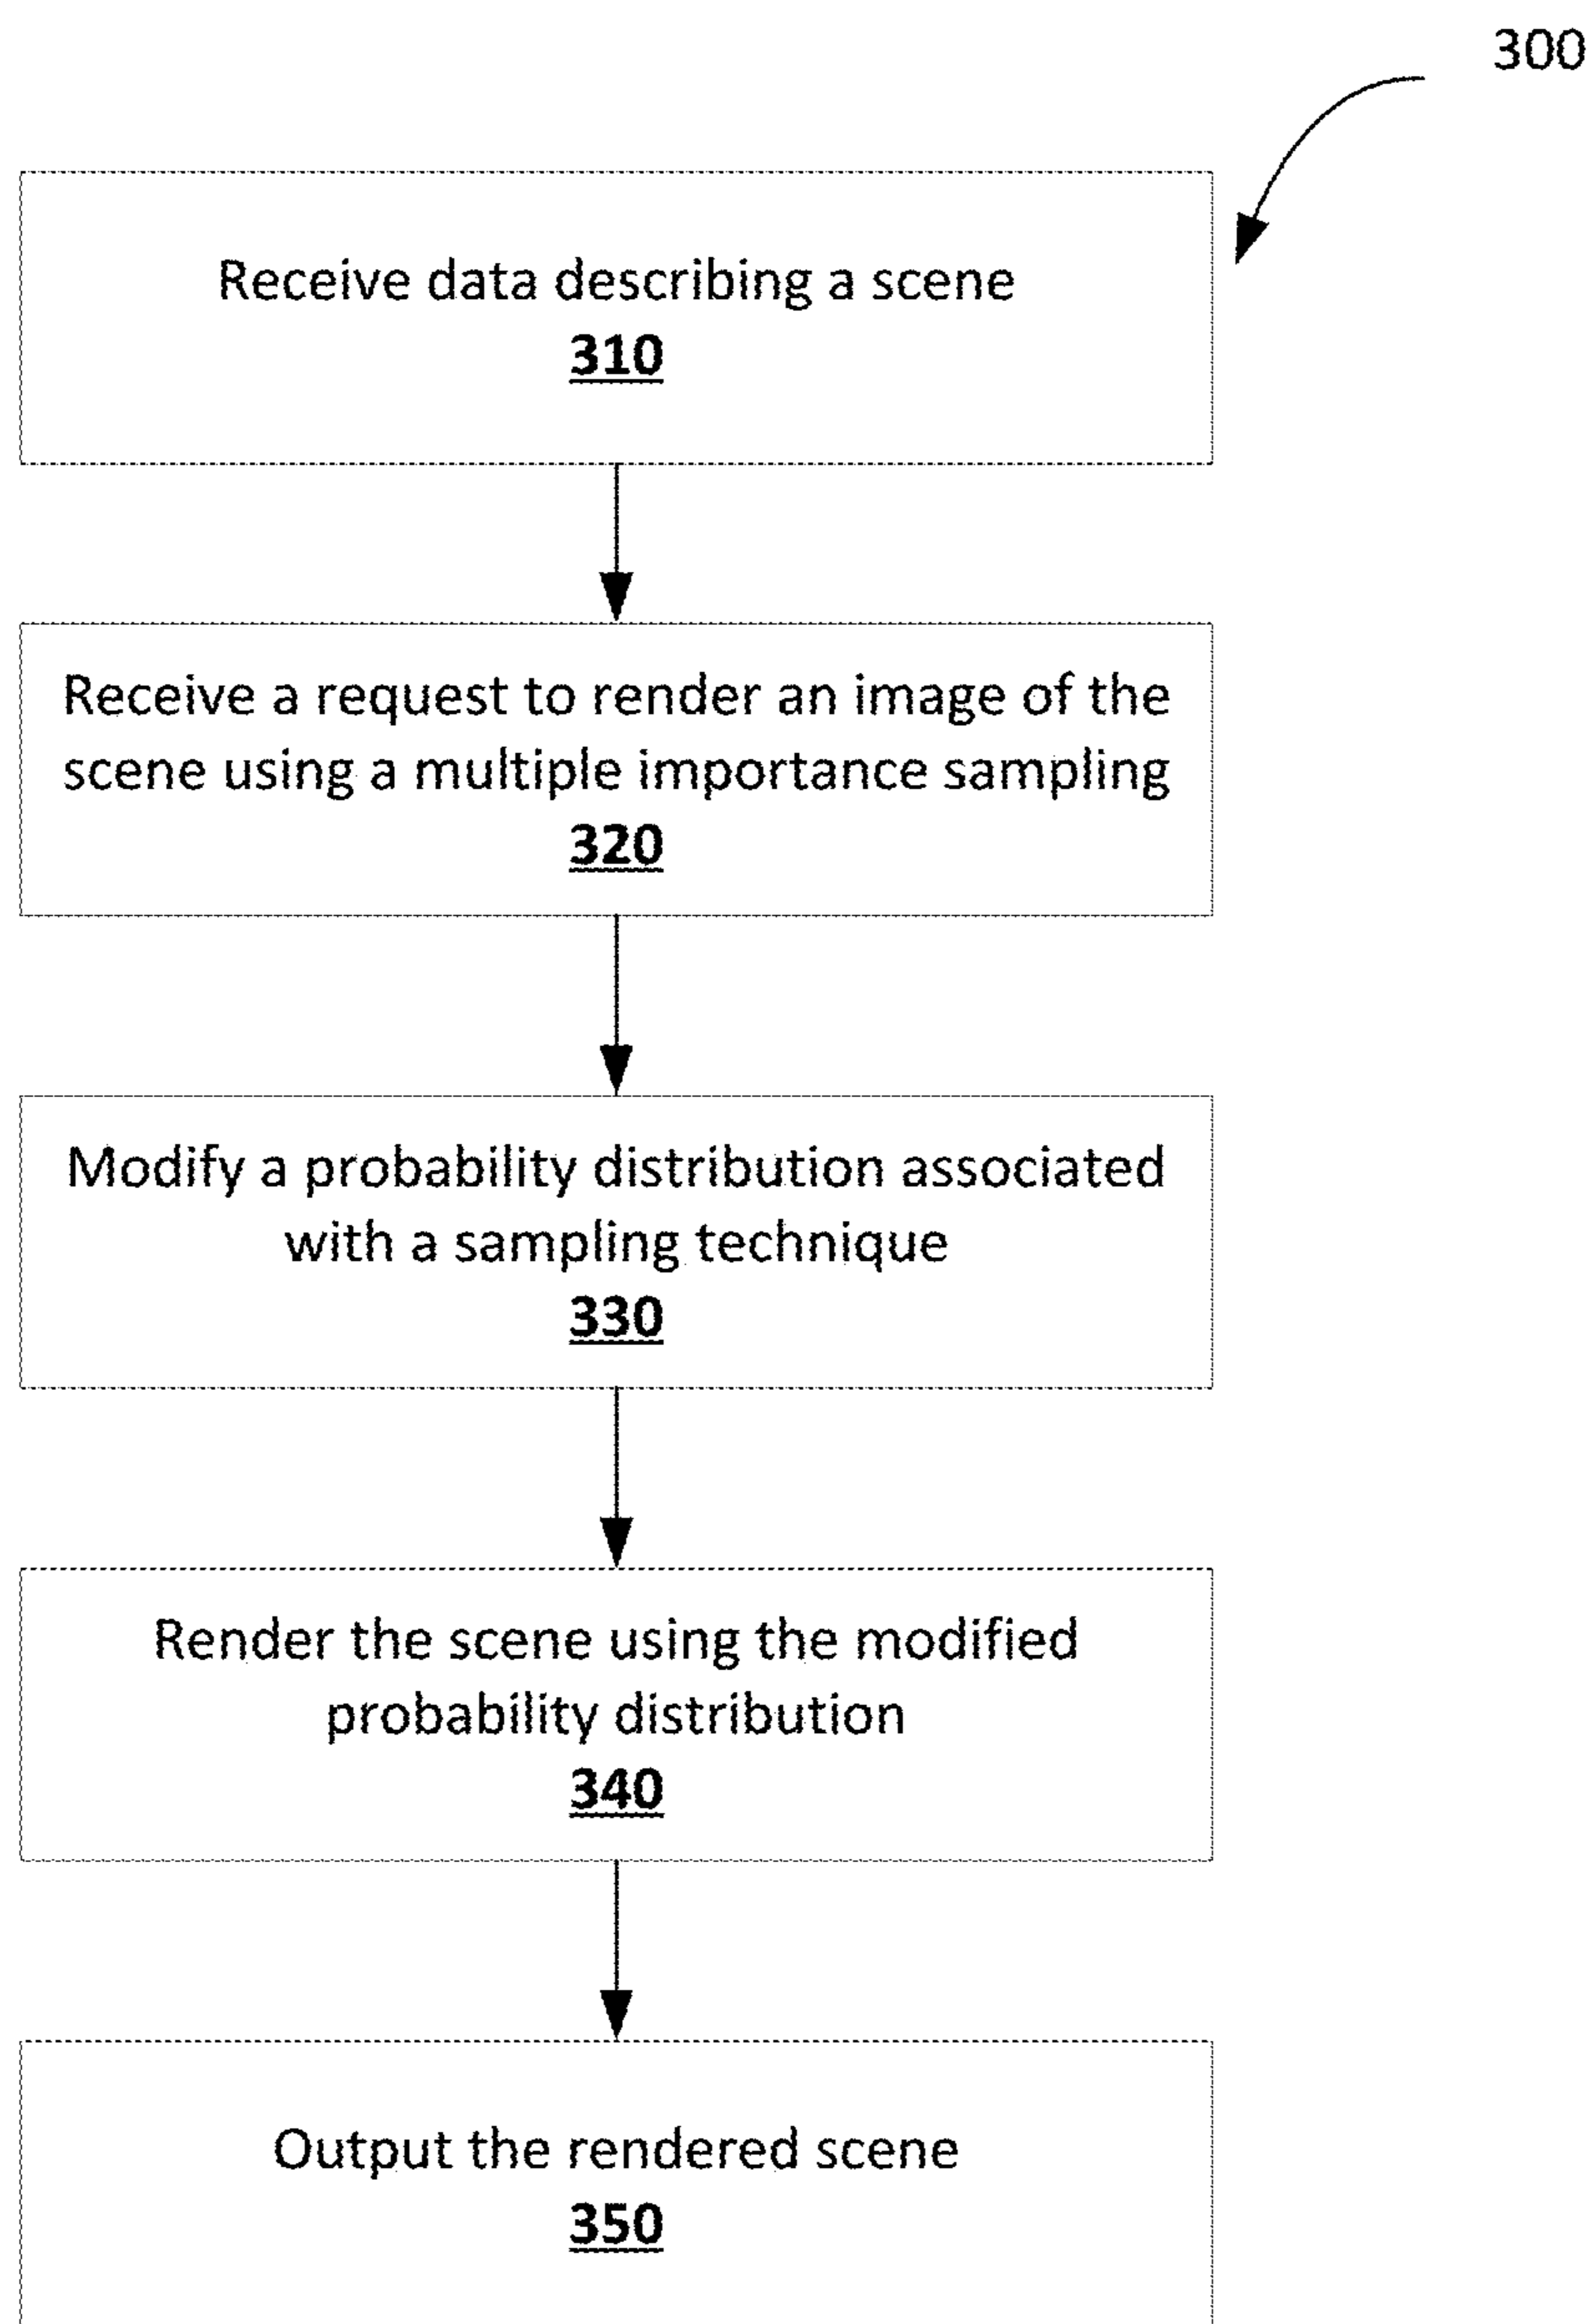 300
Receive data describing a scene
310
Receive a request to render an image of the
scene using a multiple importance sampling
320
Modify a probability distribution associated
with a sampling technique
330
Render the scene using the modified
probability distribution
340
Output the rendered scene
350